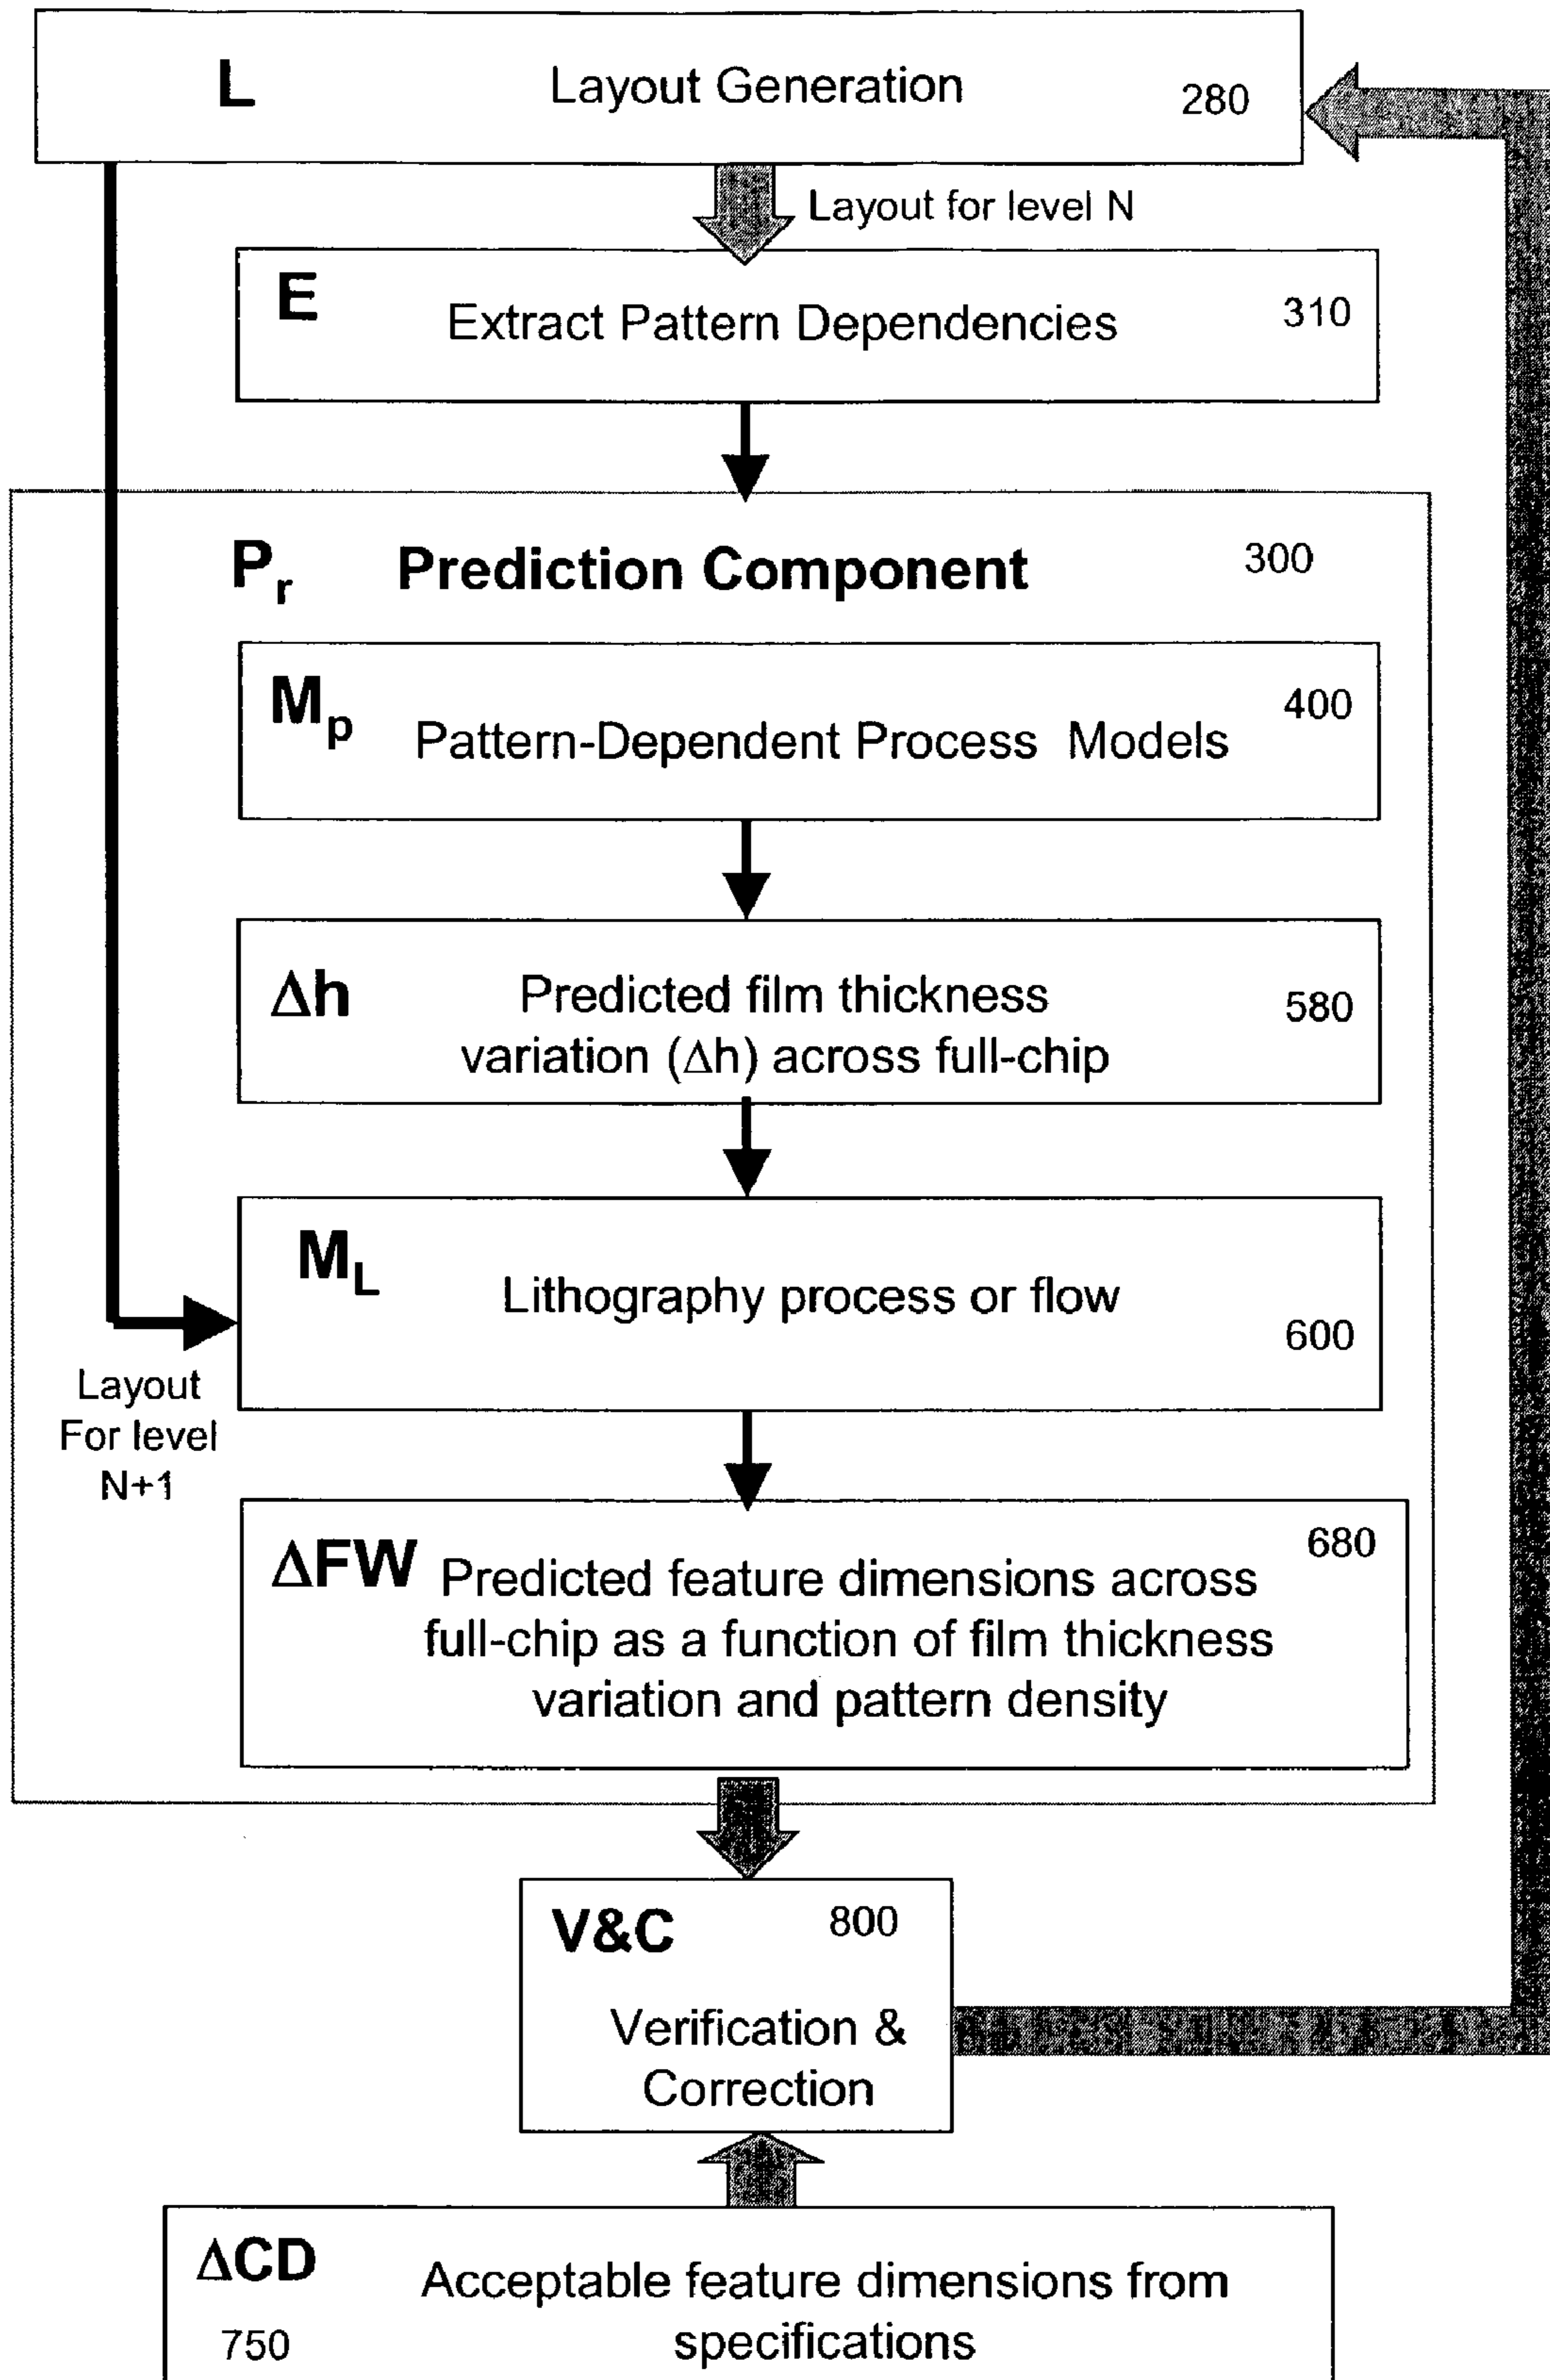 L Layout Generation 280
Layout for level N
E Extract Pattern Dependencies 310
Pr Prediction Component 300
Mp Pattern-Dependent Process Models 400
Δh Predicted film thickness 580
variation (Δh) across full-chip
ML Lithography process or flow 600
Layout
For level
N+1
ΔFW Predicted feature dimensions across 680
full-chip as a function of film thickness
variation and pattern density
V&C 800
Verification &
Correction
ΔCD Acceptable feature dimensions from
750 specifications